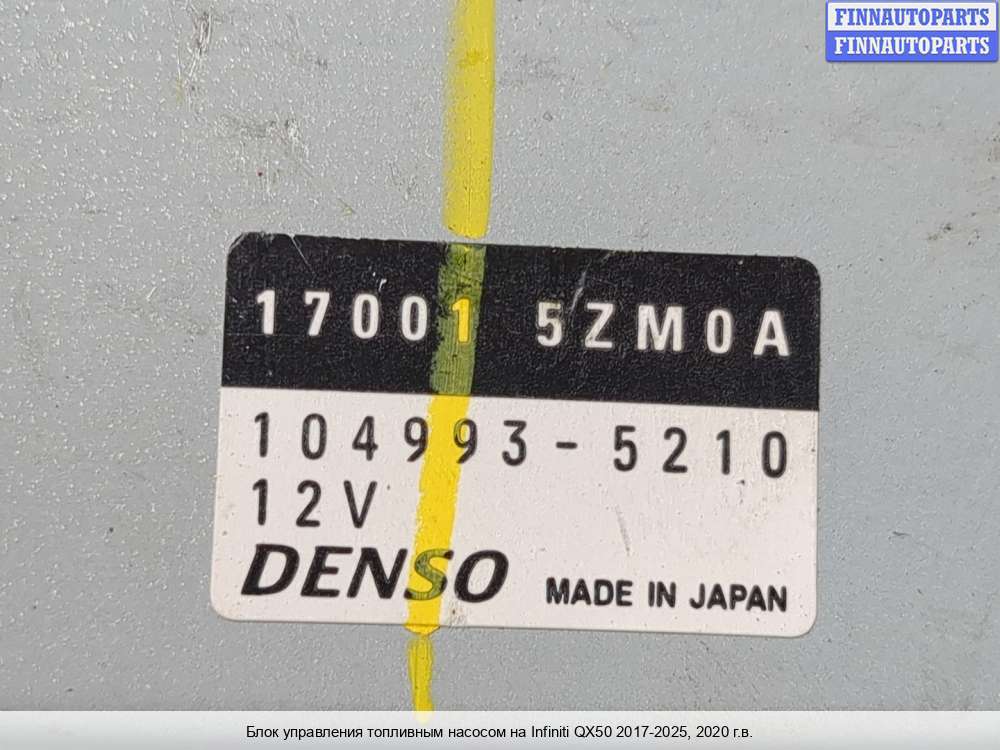 FINNAUTOPARTS
FINNAUTOPARTS
17001 5ZM0A
104993-5210
12V
DENSO MADE IN JAPAN
Блок управления топливным насосом на Infiniti QX50 2017-2025, 2020 г.в.